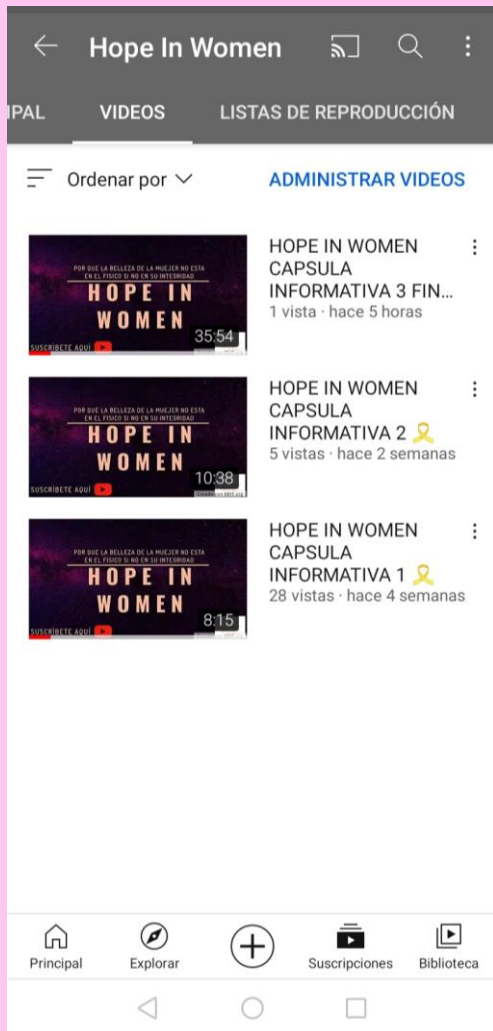 Hope In Women
IPAL
VIDEOS
LISTAS DE REPRODUCCIÓN
Ordenar por
ADMINISTRAR VIDEOS
POR QUE LA BELLEZA DE LA MUEJER NO ESTA
EN EL FISICO SI NO EN SU INTEGRIDAD
HOPE IN
WOMEN
SUSCRÍBETE AQUÍ
35:54
HOPE IN WOMEN
CAPSULA
INFORMATIVA 3 FIN...
1 vista · hace 5 horas
POR QUE LA BELLEZA DE LA MUEJER NO ESTA
EN EL FISICO SI NO EN SU INTEGRIDAD
HOPE IN
WOMEN
SUSCRÍBETE AQUÍ
10:38
HOPE IN WOMEN
CAPSULA
INFORMATIVA 2 🎗
5 vistas · hace 2 semanas
POR QUE LA BELLEZA DE LA MUEJER NO ESTA
EN EL FISICO SI NO EN SU INTEGRIDAD
HOPE IN
WOMEN
SUSCRÍBETE AQUÍ
8:15
HOPE IN WOMEN
CAPSULA
INFORMATIVA 1 🎗
28 vistas · hace 4 semanas
Principal
Explorar
Suscripciones
Biblioteca